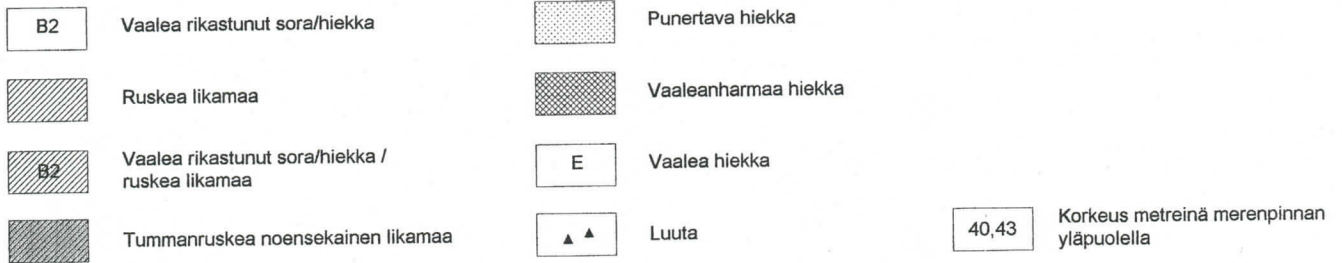 B2 Vaalea rikastunut sora/hiekka
Ruskea likamaa
B2 Vaalea rikastunut sora/hiekka /
ruskea likamaa
Tummanruskea noensekainen likamaa
Punertava hiekka
Vaaleanharmaa hiekka
E Vaalea hiekka
Luuta
40,43 Korkeus metreinä merenpinnan
yläpuolella